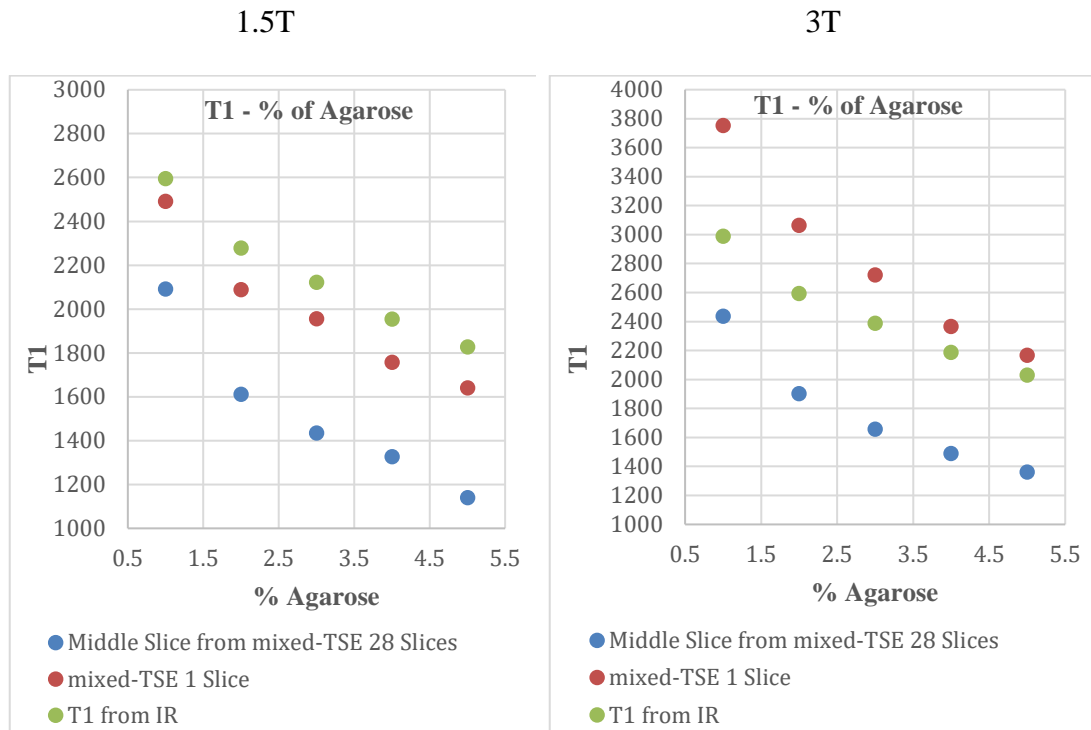 1.5T
3T
T1 - % of Agarose
3000
2800
2600
2400
2200
2000
1800
1600
1400
1200
1000
T1
0.5 1.5 2.5 3.5 4.5 5.5
% Agarose
Middle Slice from mixed-TSE 28 Slices
mixed-TSE 1 Slice
T1 from IR
T1 - % of Agarose
4000
3800
3600
3400
3200
3000
2800
2600
2400
2200
2000
1800
1600
1400
1200
1000
T1
0.5 1.5 2.5 3.5 4.5 5.5
% Agarose
Middle Slice from mixed-TSE 28 Slices
mixed-TSE 1 Slice
T1 from IR